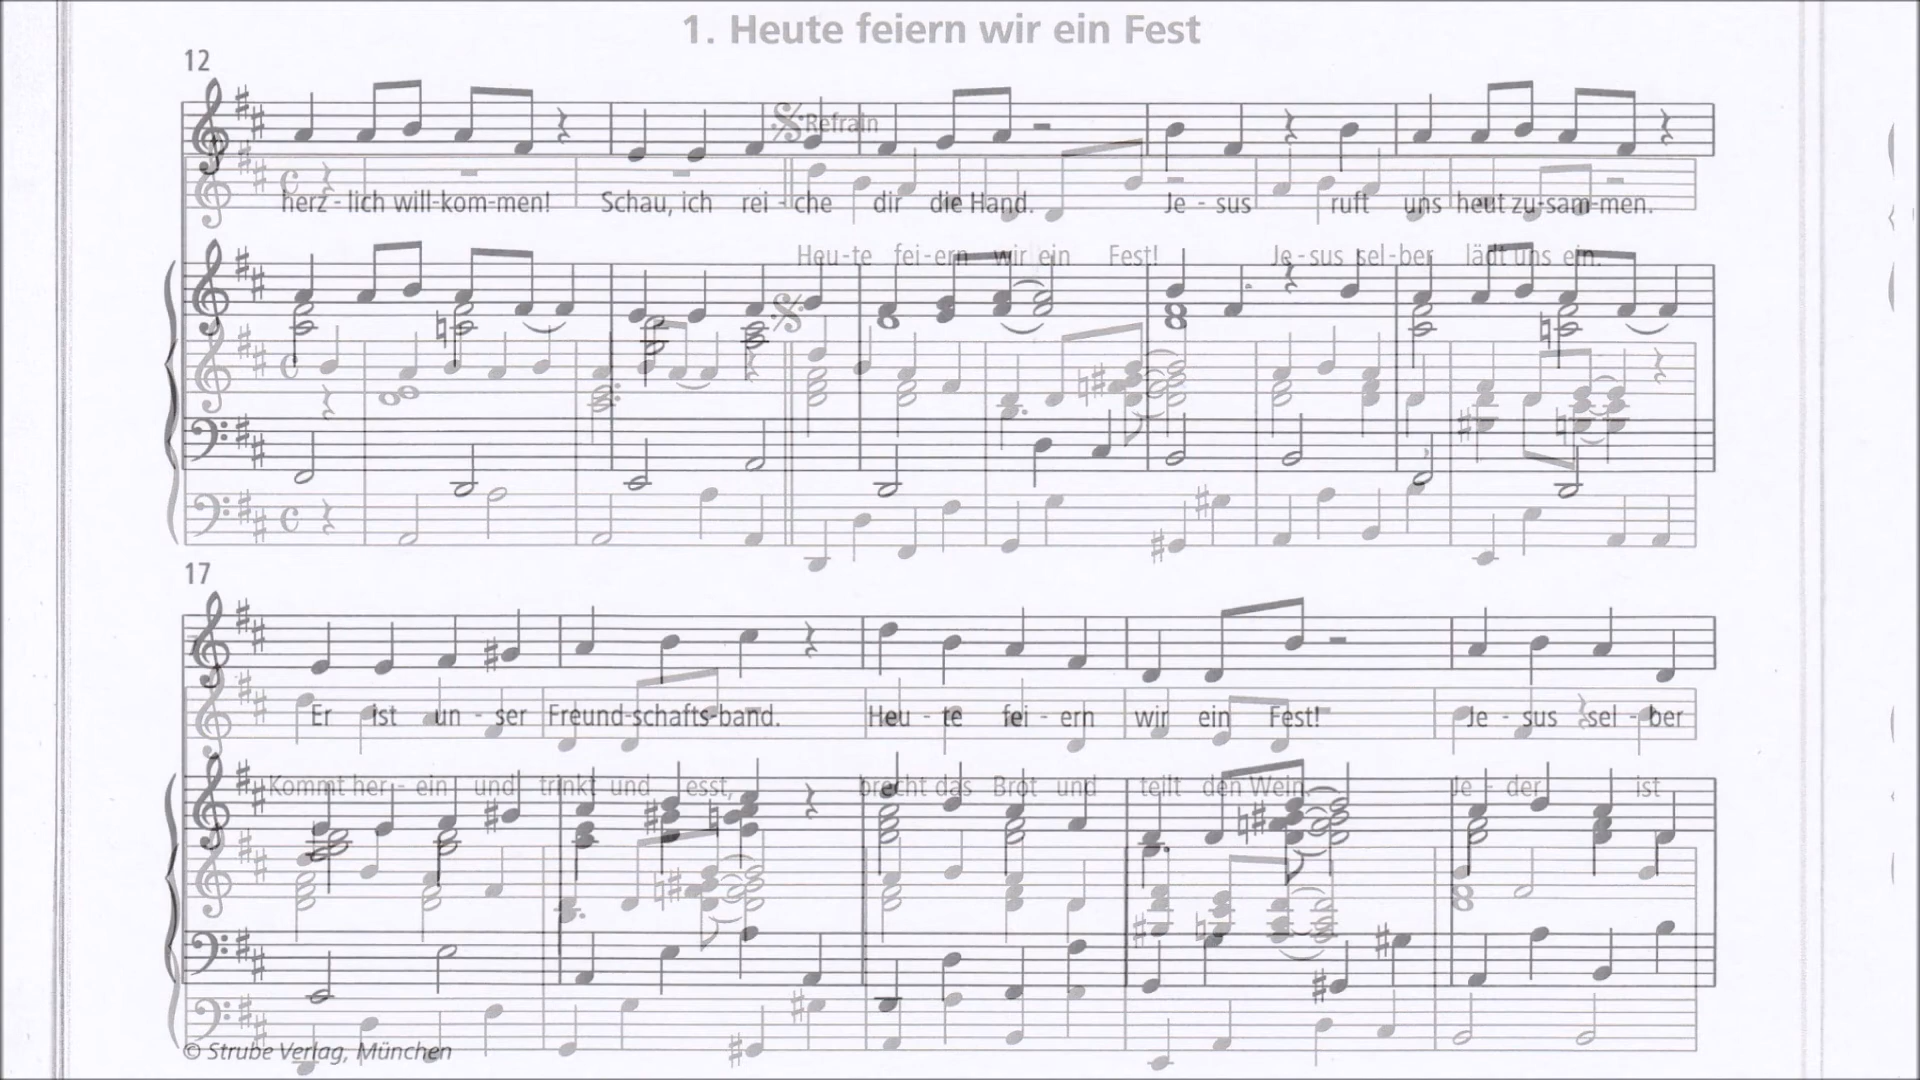 1. Heute feiern wir ein Fest
12
Refrain
herz - lich will-kom-men! Schau, ich rei - che dir die Hand. Je - sus ruft uns heut zu-sam-men.
Heu-te fei-ern wir ein Fest! Je-sus sel-ber lädt uns ein.
17
Er ist un - ser Freund-schafts-band. Heu - te fei - ern wir ein Fest! Je - sus sel - ber
Kommt her - ein und trinkt und esst, brecht das Brot und teilt den Wein. Je - der ist
© Strube Verlag, München